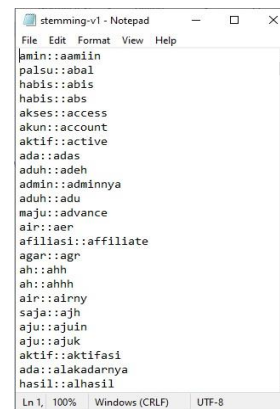 stemming-v1 - Notepad
File Edit Format View Help
amin::aamiin
palsu::abal
habis::abis
habis::abs
akses::access
akun::account
aktif::active
ada::adas
aduh::adeh
admin::adminnya
aduh::adu
maju::advance
air::aer
afiliasi::affiliate
agar::agr
ah::ahh
ah::ahhh
air::airny
saja::ajh
aju::ajuin
aju::ajuk
aktif::aktifasi
ada::alakadarnya
hasil::alhasil
Ln 1, 100% Windows (CRLF) UTF-8